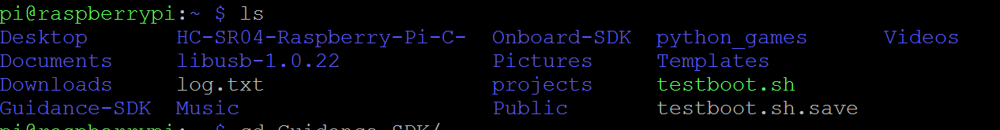 pi@raspberrypi:~ $ ls
Desktop HC-SR04-Raspberry-Pi-C- Onboard-SDK python_games Videos
Documents libusb-1.0.22 Pictures Templates
Downloads log.txt projects testboot.sh
Guidance-SDK Music Public testboot.sh.save
pi@raspberrypi:~ $ cd Guidance-SDK/